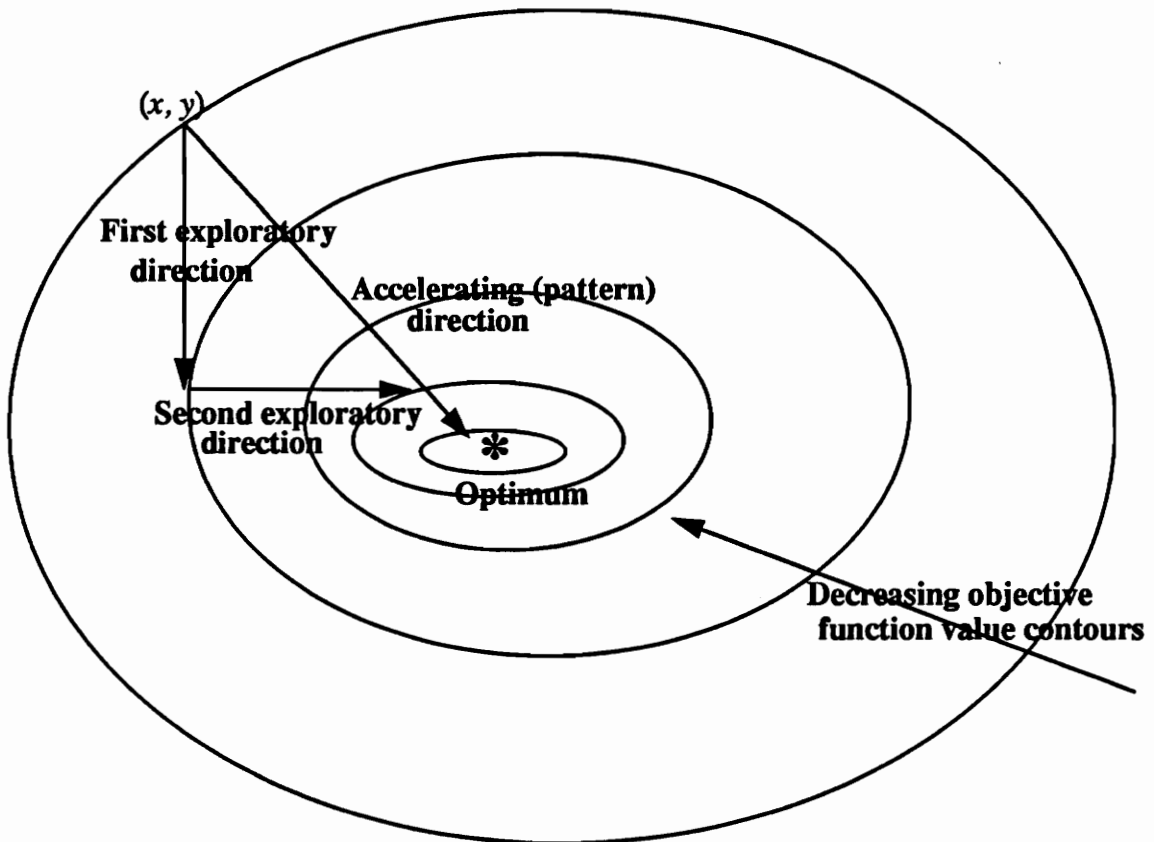 (x, y)
First exploratory
direction
Accelerating (pattern)
direction
Second exploratory
direction
*
Optimum
Decreasing objective
function value contours